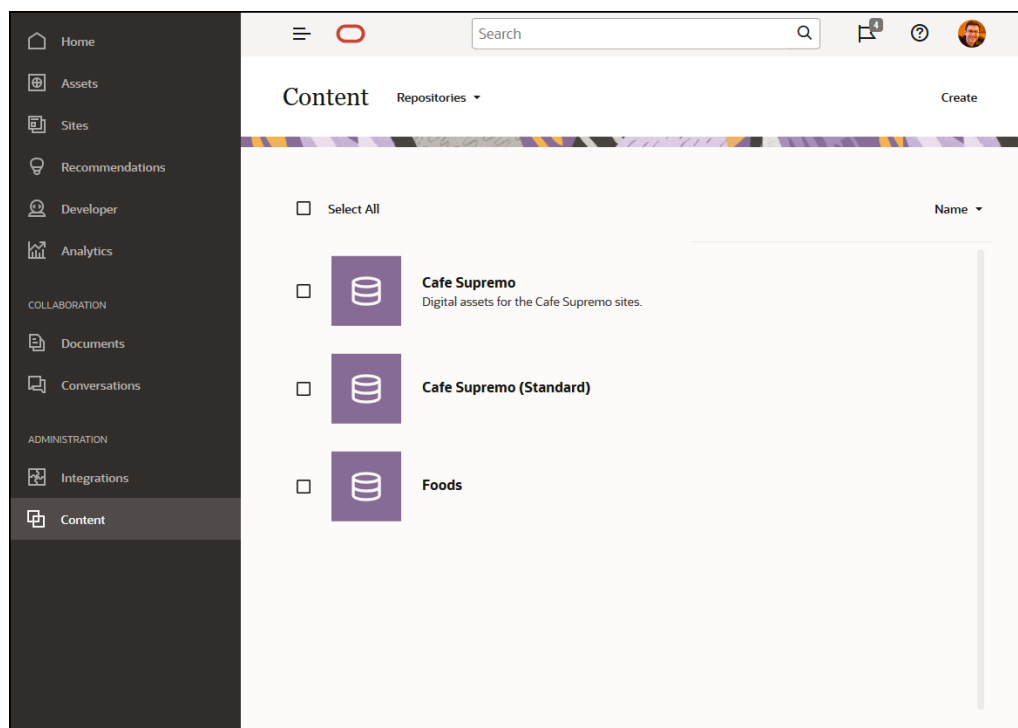 Home
Assets
Sites
Recommendations
Developer
Analytics
COLLABORATION
Documents
Conversations
ADMINISTRATION
Integrations
Content
Search
4
Content Repositories
Create
Select All
Name
Cafe Supremo
Digital assets for the Cafe Supremo sites.
Cafe Supremo (Standard)
Foods